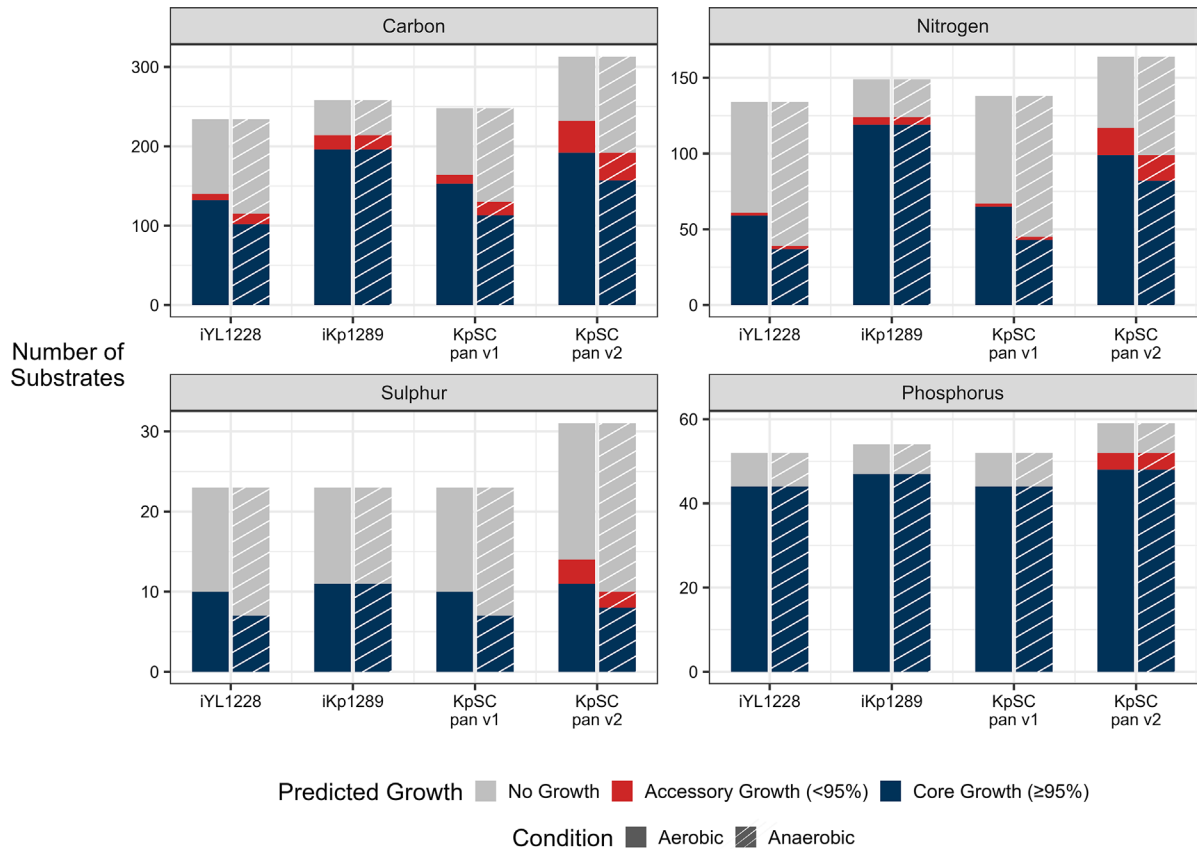 Carbon
Nitrogen
300
200
100
0
150
100
50
0
iYL1228
iKp1289
KpSC
pan v1
KpSC
pan v2
iYL1228
iKp1289
KpSC
pan v1
KpSC
pan v2
Number of
Substrates
Sulphur
Phosphorus
30
20
10
0
60
40
20
0
iYL1228
iKp1289
KpSC
pan v1
KpSC
pan v2
iYL1228
iKp1289
KpSC
pan v1
KpSC
pan v2
Predicted Growth No Growth Accessory Growth (<95%) Core Growth (≥95%)
Condition Aerobic Anaerobic